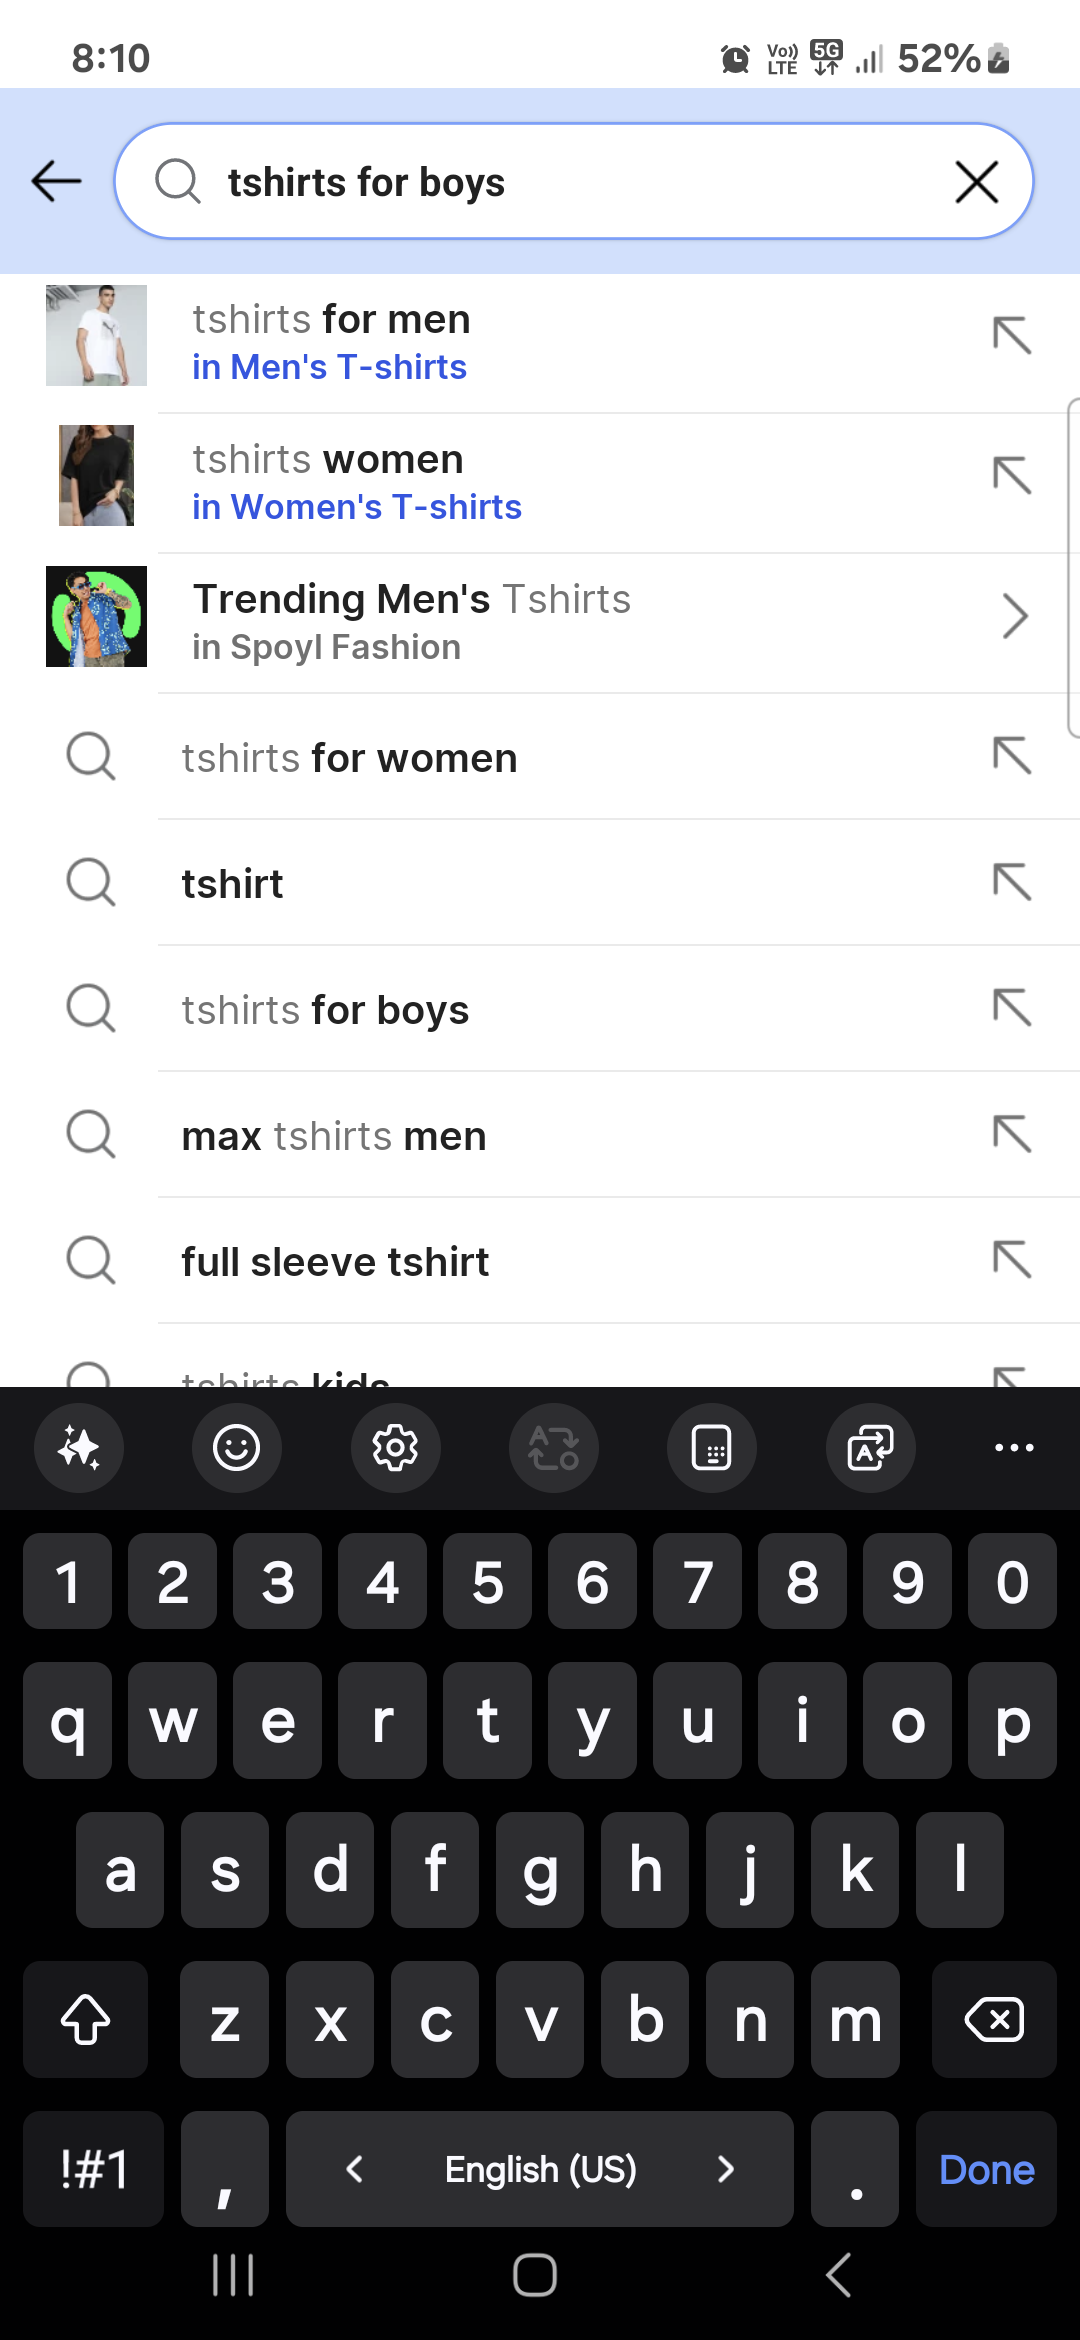 8:10 Vo)) LTE 5G 52%
tshirts for boys
tshirts for men
in Men's T-shirts
tshirts women
in Women's T-shirts
Trending Men's Tshirts
in Spoyl Fashion
tshirts for women
tshirt
tshirts for boys
max tshirts men
full sleeve tshirt
tshirts kids
1 2 3 4 5 6 7 8 9 0
q w e r t y u i o p
a s d f g h j k l
z x c v b n m
!#1 , English (US) . Done